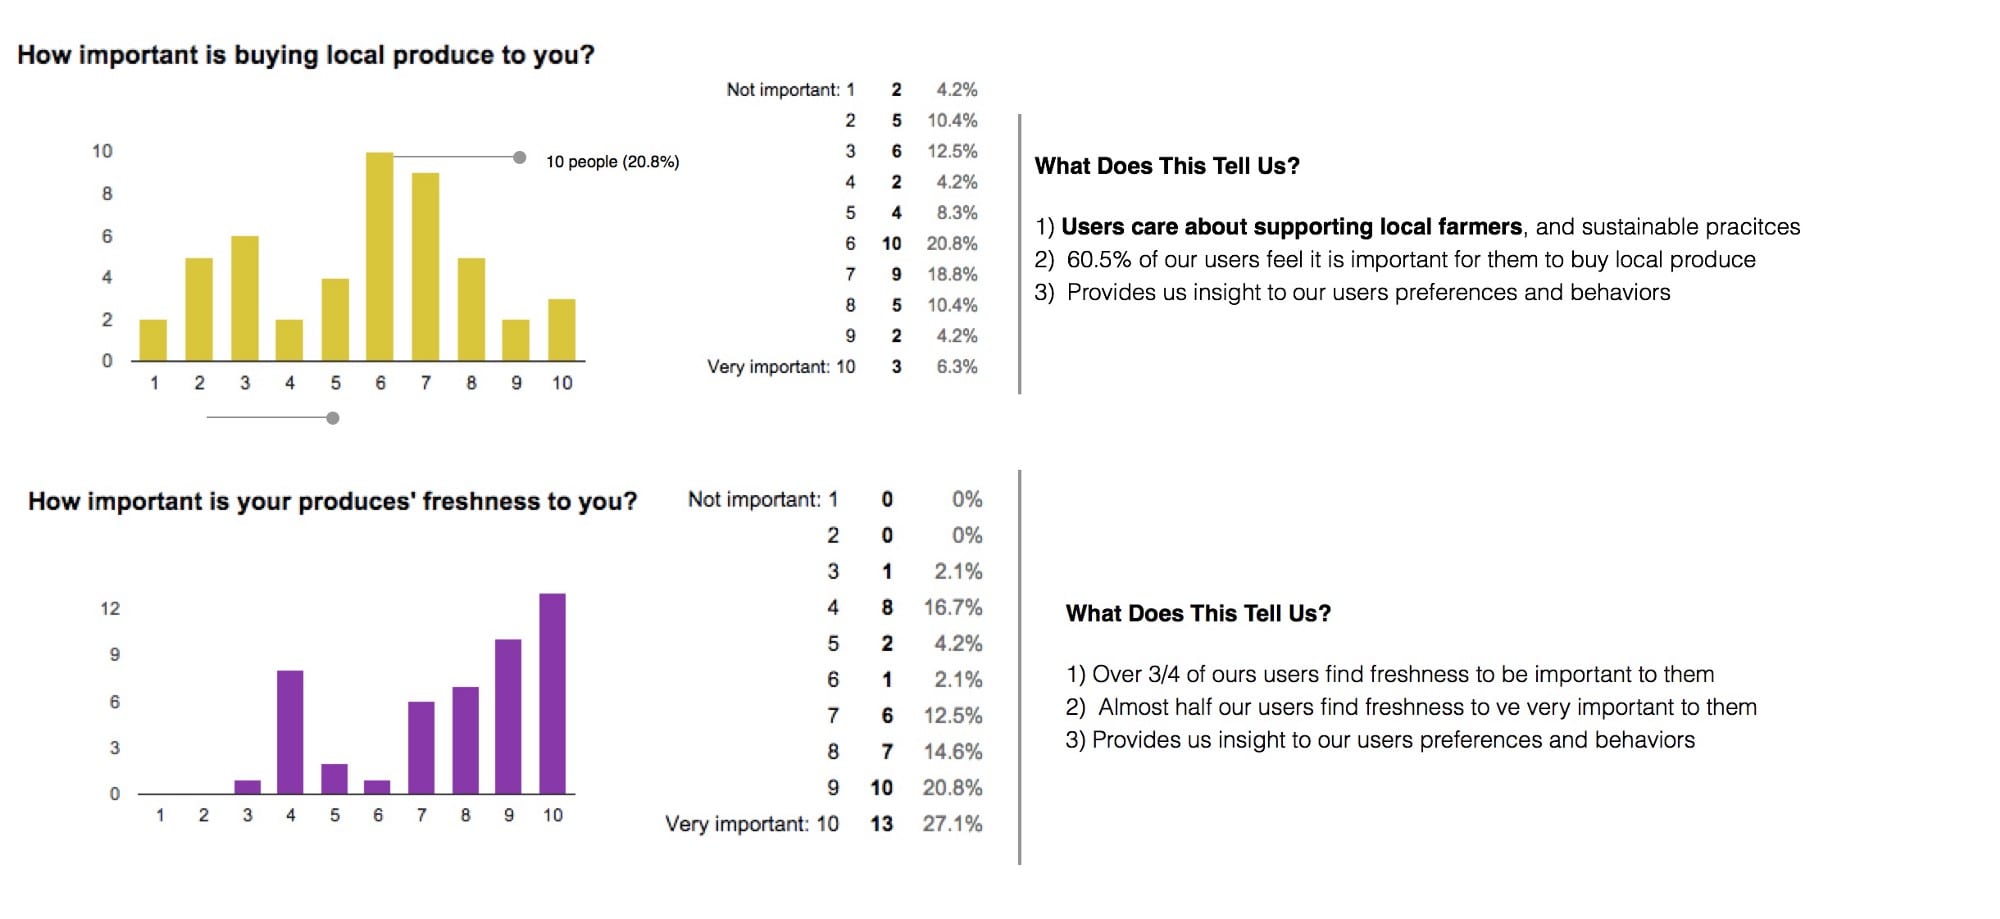 How important is buying local produce to you?
Not important: 1 2 4.2%
2 5 10.4%
3 6 12.5%
4 2 4.2%
5 4 8.3%
6 10 20.8%
7 9 18.8%
8 5 10.4%
9 2 4.2%
Very important: 10 3 6.3%
10
8
6
4
2
0
10 people (20.8%)
1 2 3 4 5 6 7 8 9 10
What Does This Tell Us?
1) Users care about supporting local farmers, and sustainable pracitces
2) 60.5% of our users feel it is important for them to buy local produce
3) Provides us insight to our users preferences and behaviors
How important is your produces' freshness to you?
Not important: 1 0 0%
2 0 0%
3 1 2.1%
4 8 16.7%
5 2 4.2%
6 1 2.1%
7 6 12.5%
8 7 14.6%
9 10 20.8%
Very important: 10 13 27.1%
12
9
6
3
0
1 2 3 4 5 6 7 8 9 10
What Does This Tell Us?
1) Over 3/4 of ours users find freshness to be important to them
2) Almost half our users find freshness to ve very important to them
3) Provides us insight to our users preferences and behaviors